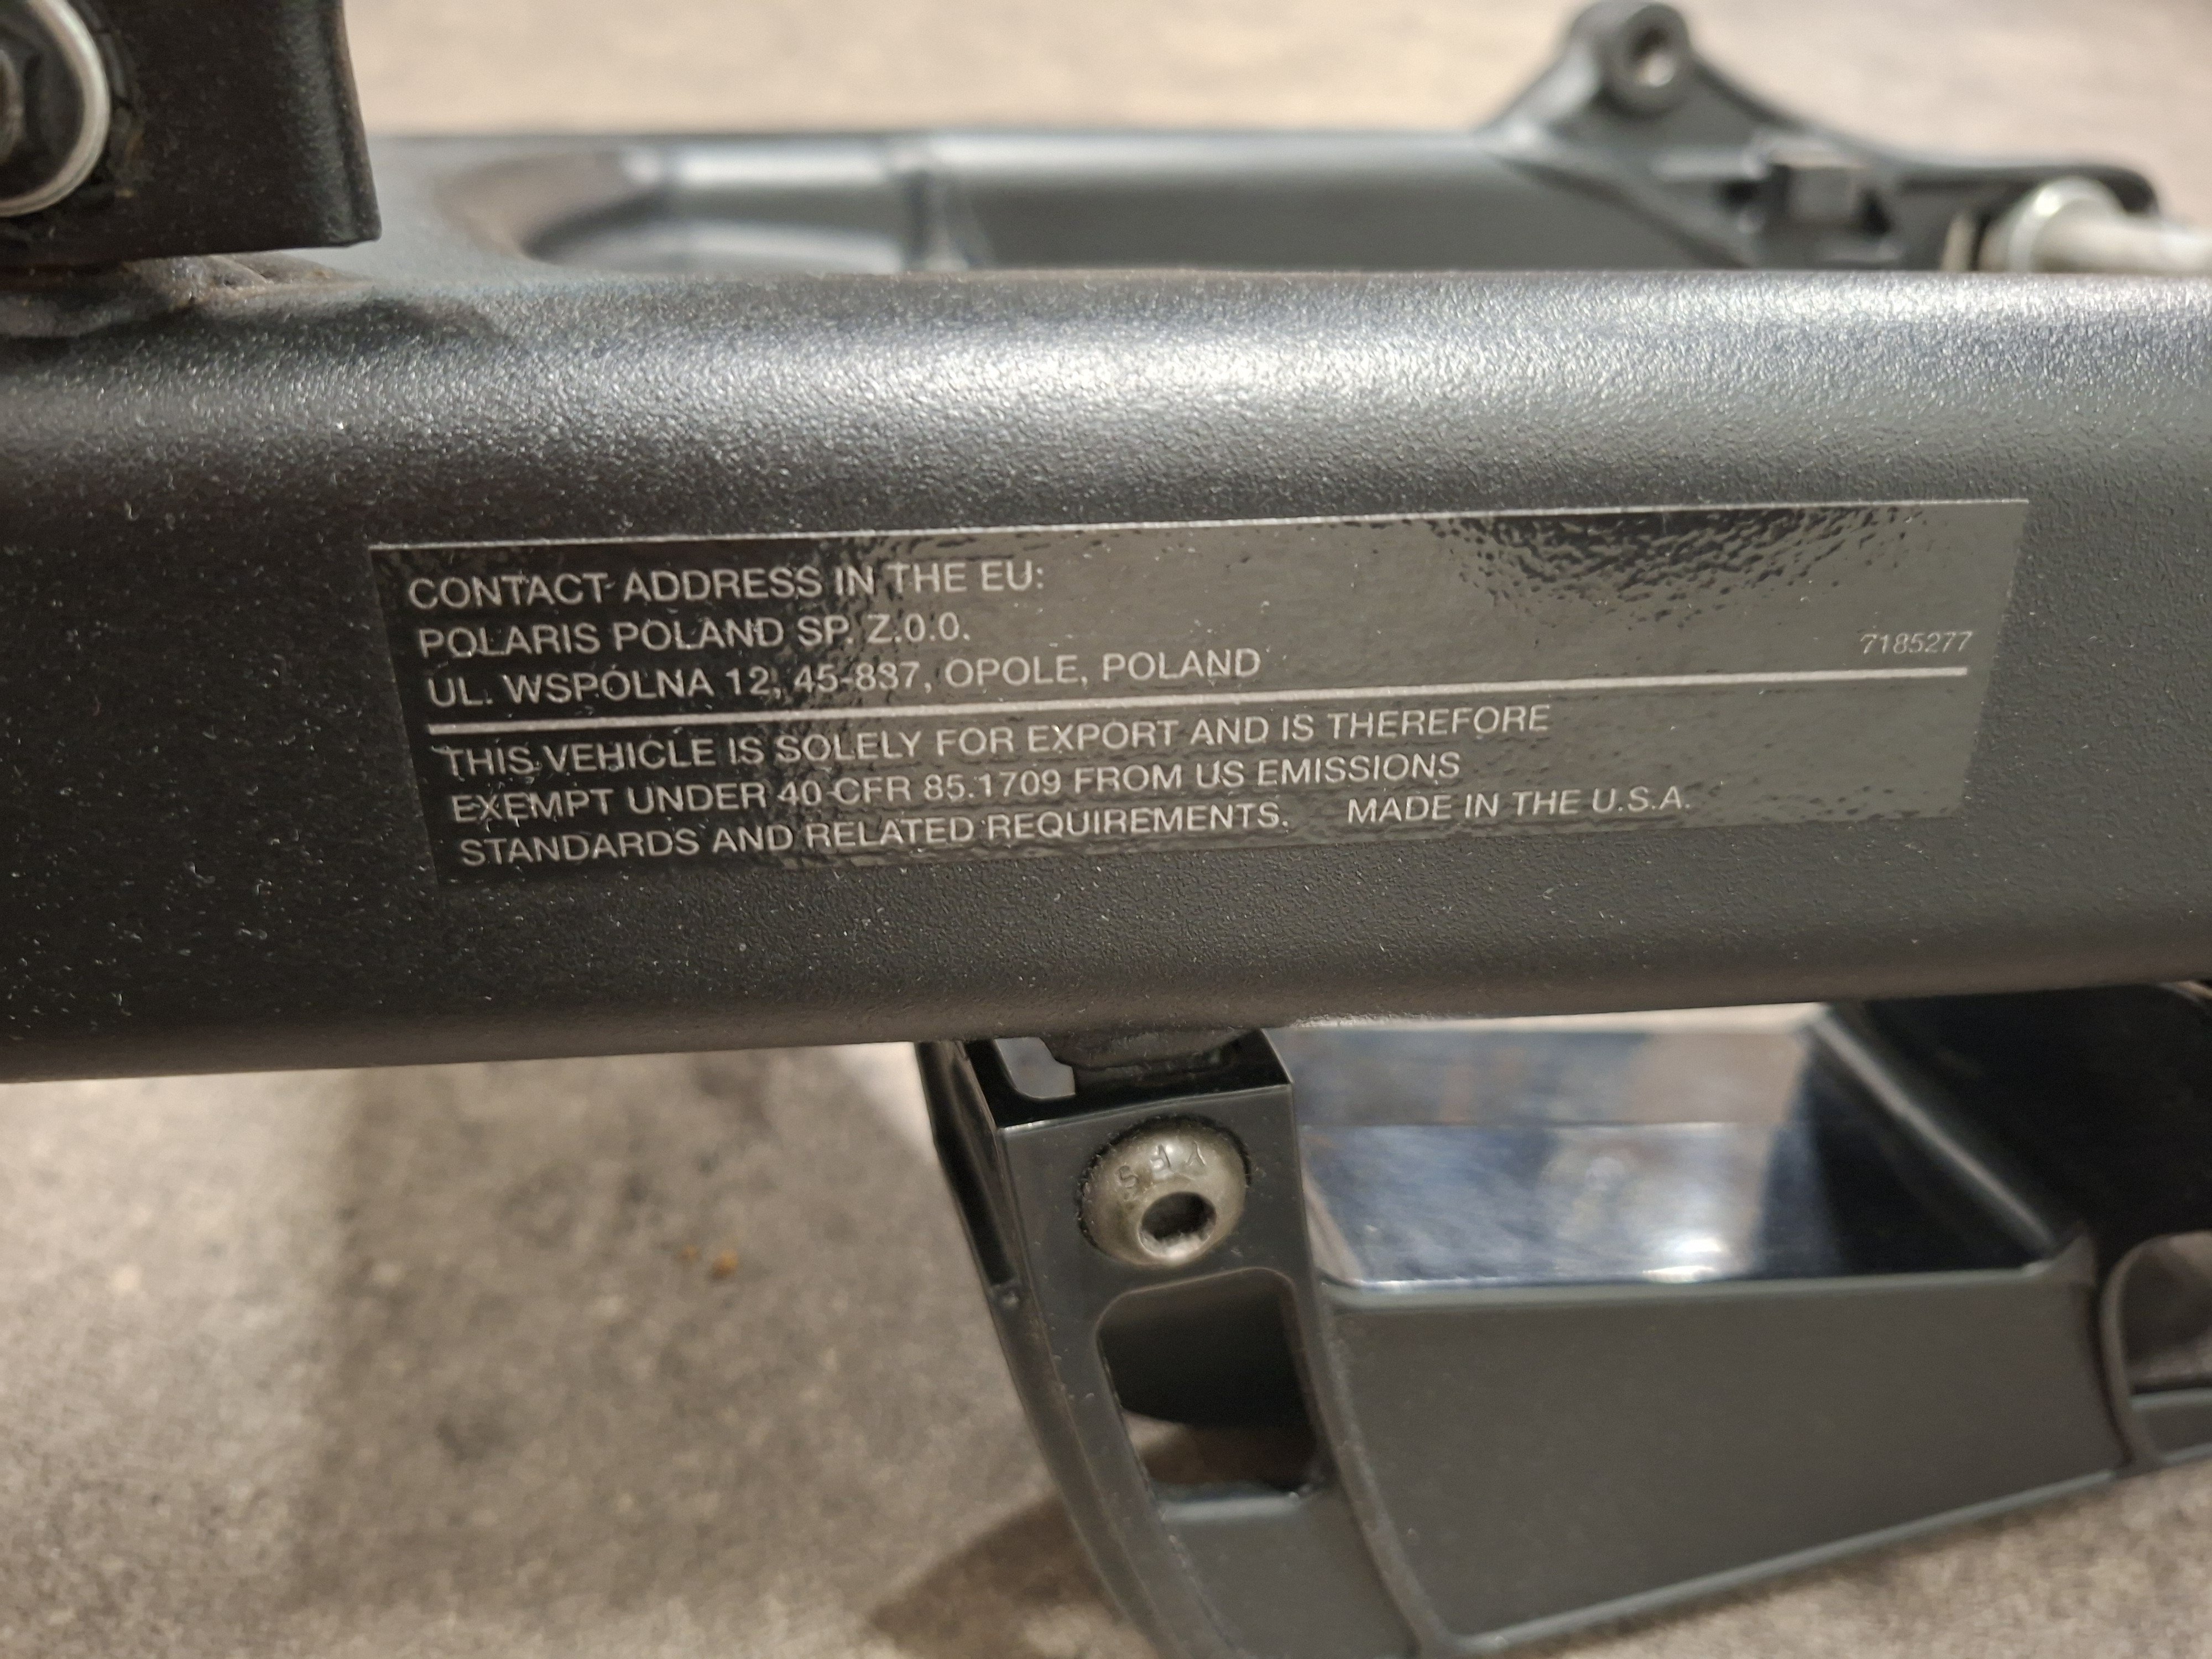 CONTACT ADDRESS IN THE EU:
POLARIS POLAND SP. Z.O.O.
UL. WSPÓLNA 12, 45-837, OPOLE, POLAND
7185277
THIS VEHICLE IS SOLELY FOR EXPORT AND IS THEREFORE
EXEMPT UNDER 40 CFR 85.1709 FROM US EMISSIONS
STANDARDS AND RELATED REQUIREMENTS. MADE IN THE U.S.A.
YFS